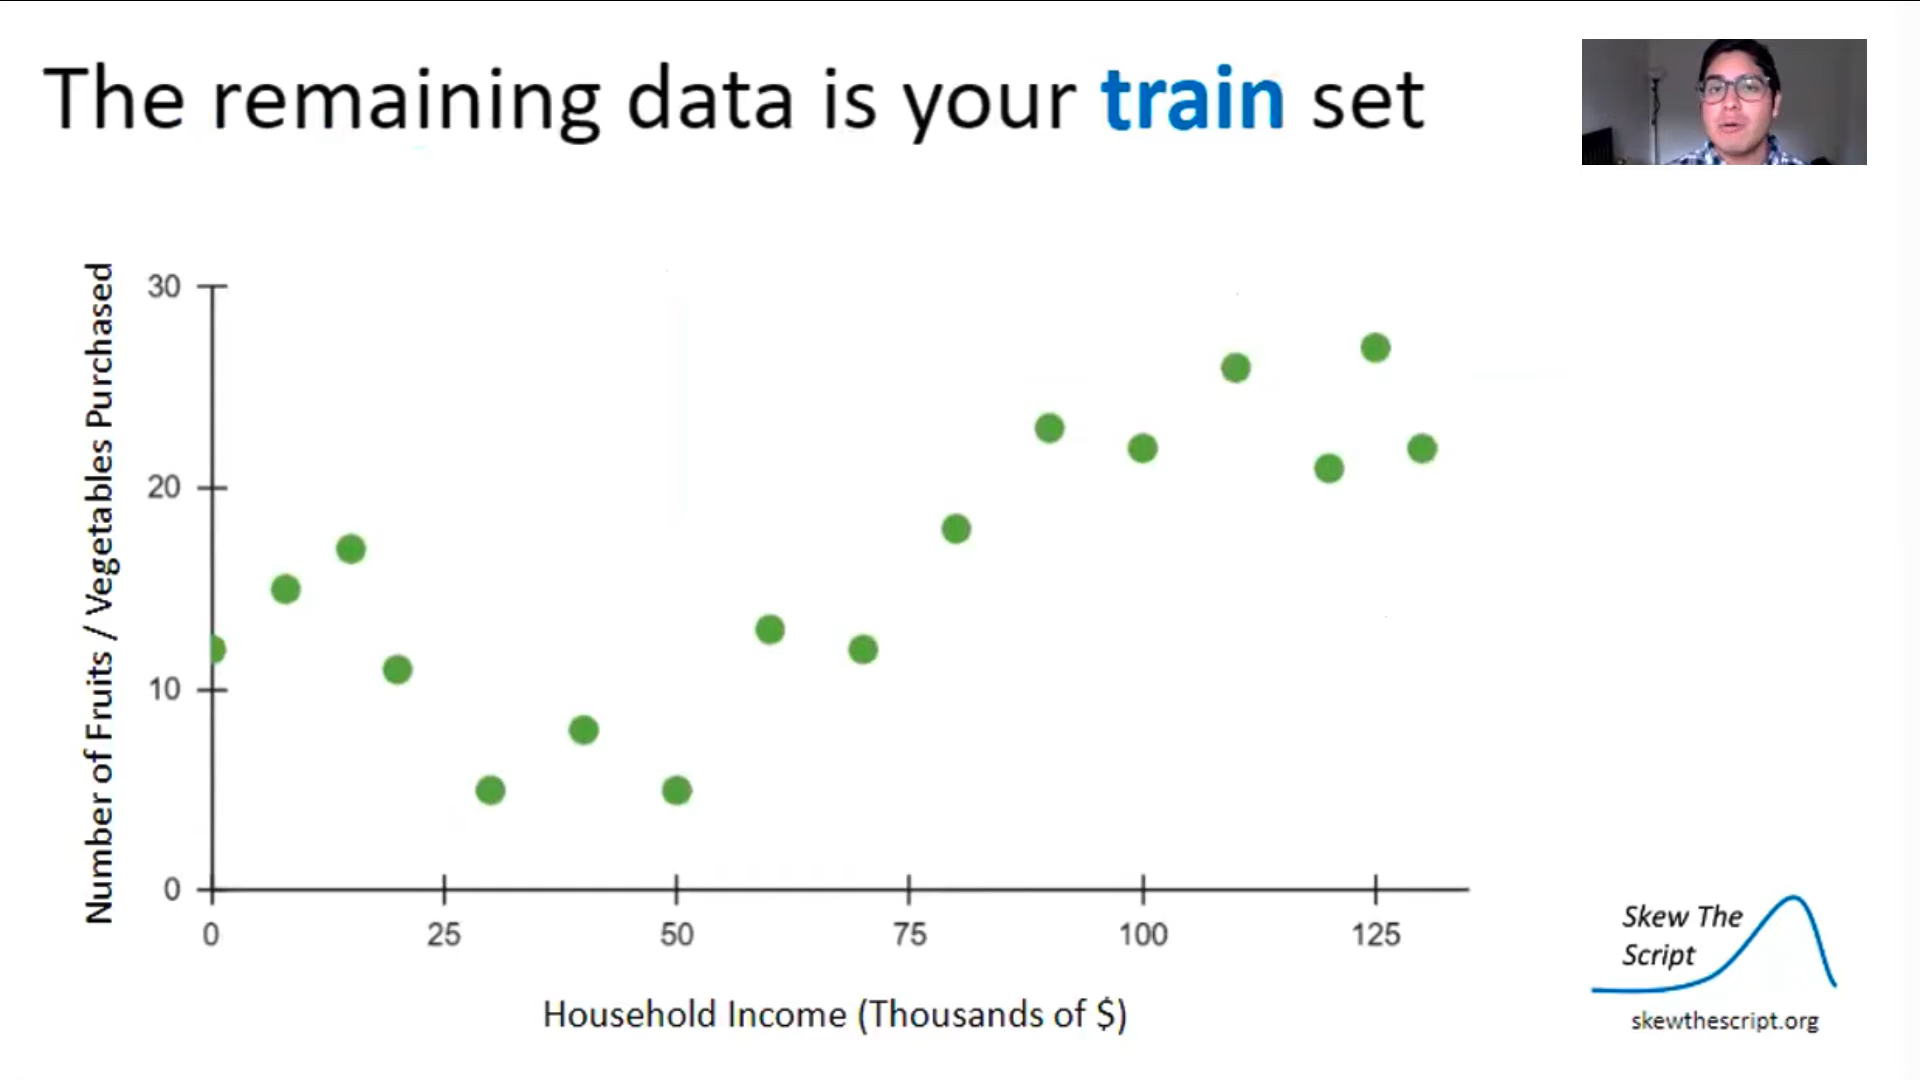 The remaining data is your train set
Number of Fruits / Vegetables Purchased
30
20
10
0
0 25 50 75 100 125
Household Income (Thousands of $)
Skew The
Script
skewthescript.org